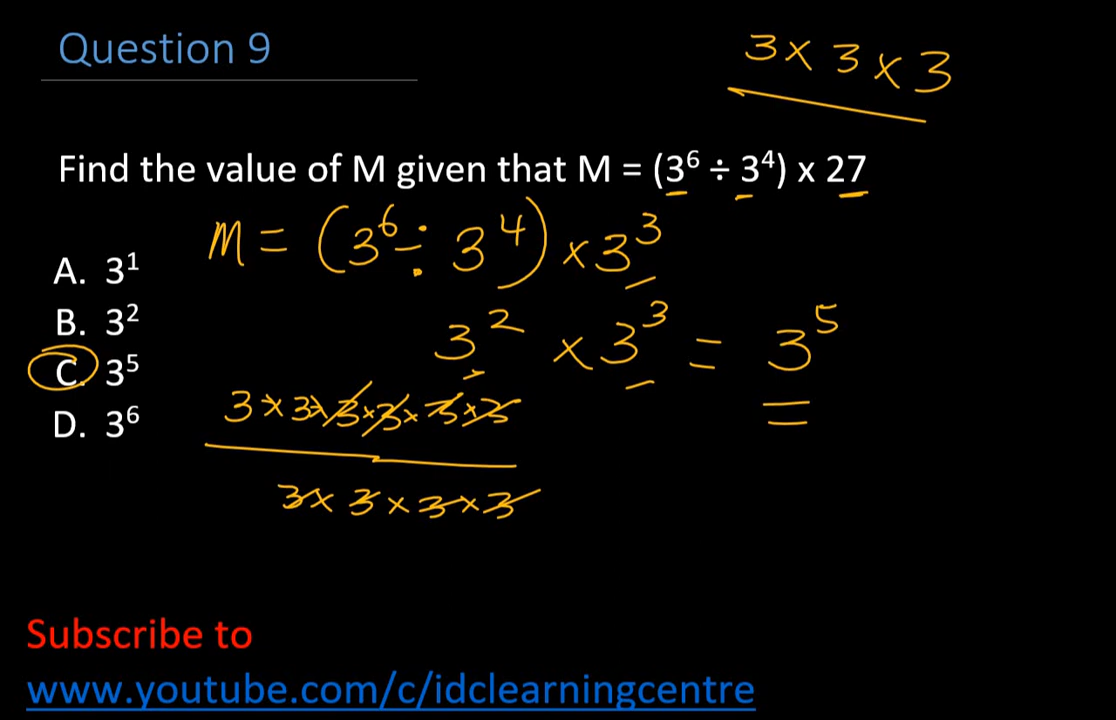 Question 9
3 × 3 × 3
Find the value of M given that M = (3⁶ ÷ 3⁴) x 27
M = (3⁶ ÷ 3⁴) × 3³
A. 3¹
B. 3²
C. 3⁵
D. 3⁶
3² × 3³ = 3⁵
3 × 3 × 3 × 3 × 3 × 3
3 × 3 × 3 × 3
Subscribe to
www.youtube.com/c/idclearningcentre